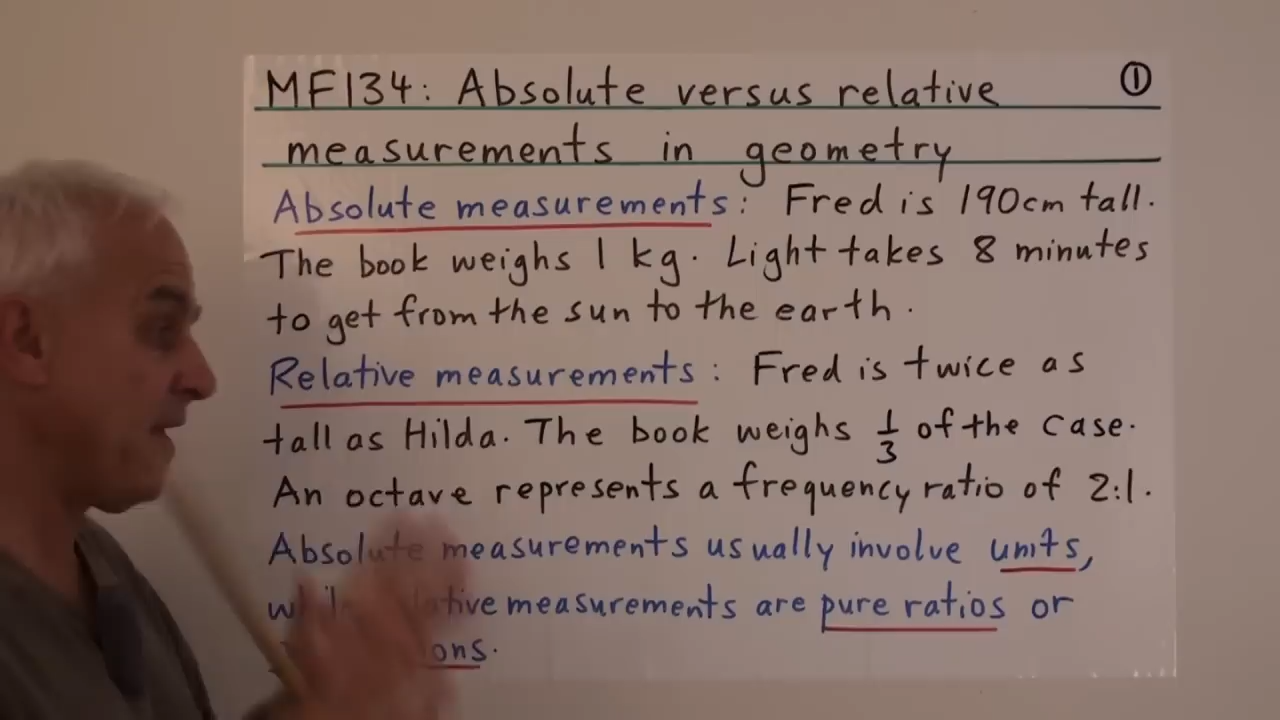 MF134: Absolute versus relative ①
measurements in geometry
Absolute measurements: Fred is 190cm tall.
The book weighs 1 kg. Light takes 8 minutes
to get from the sun to the earth.
Relative measurements: Fred is twice as
tall as Hilda. The book weighs 1/3 of the case.
An octave represents a frequency ratio of 2:1.
Absolute measurements usually involve units,
measurements are pure ratios or